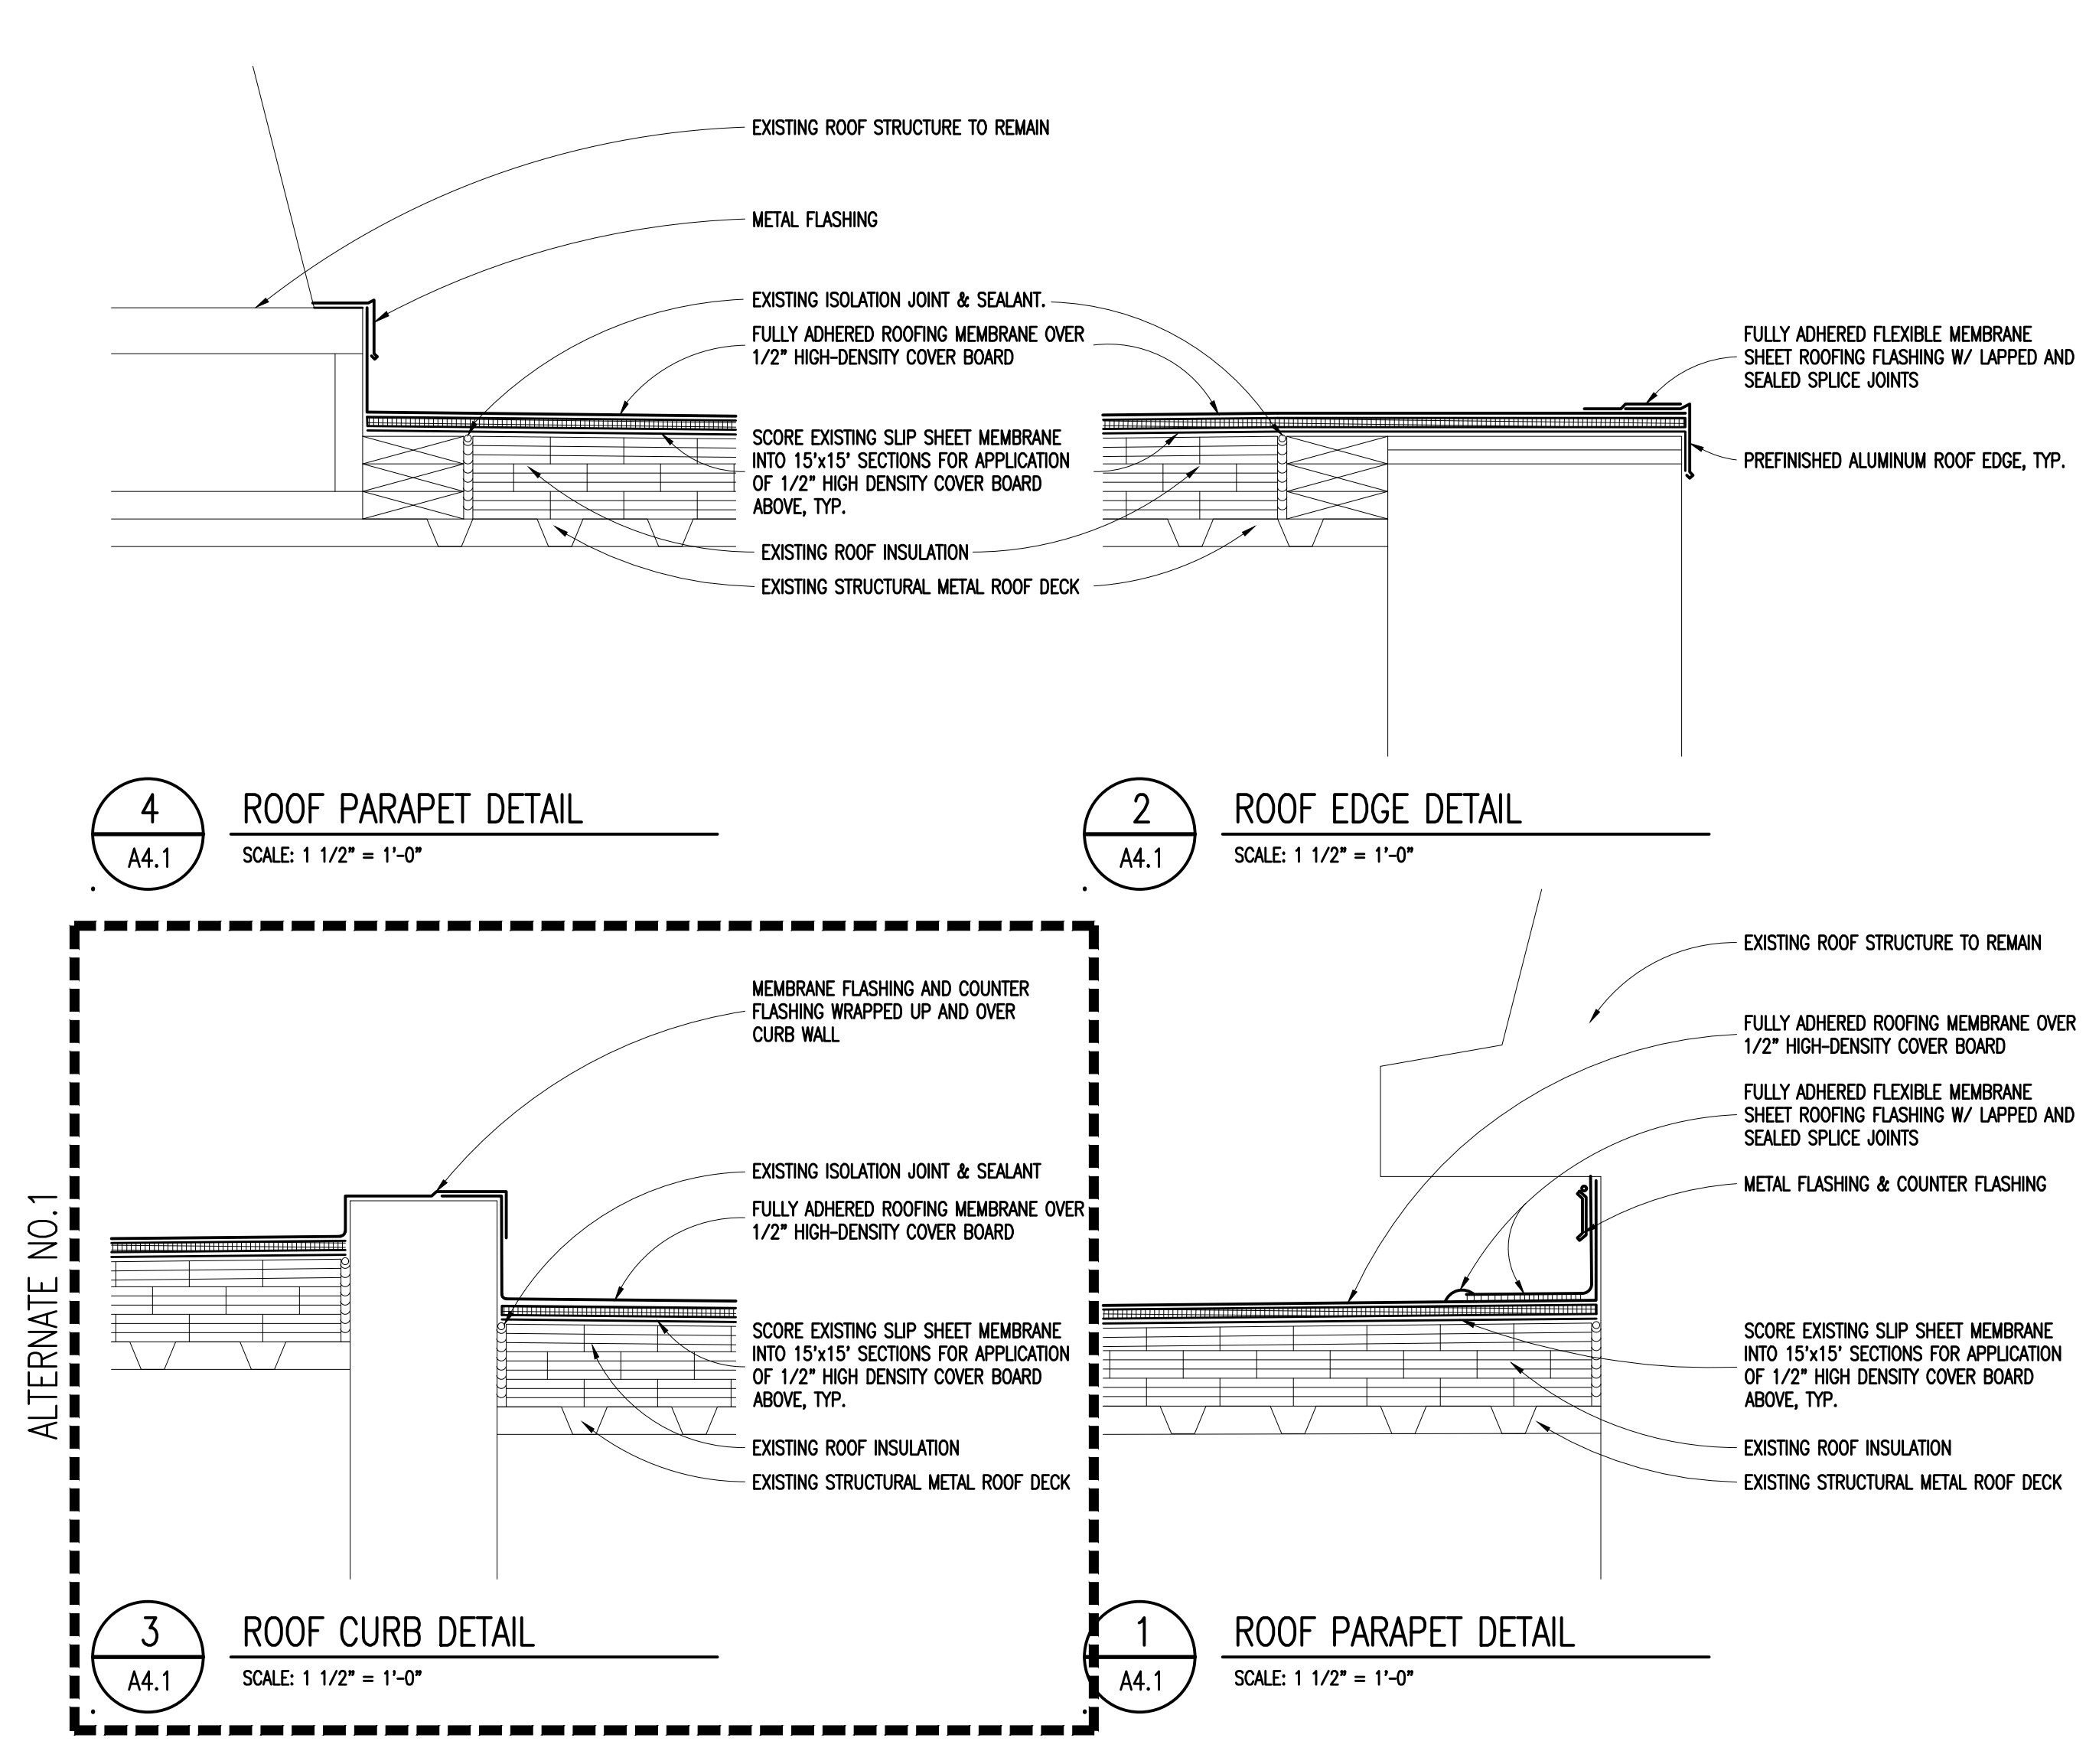 EXISTING ROOF STRUCTURE TO REMAIN
METAL FLASHING
EXISTING ISOLATION JOINT & SEALANT.
FULLY ADHERED ROOFING MEMBRANE OVER
1/2" HIGH-DENSITY COVER BOARD
SCORE EXISTING SLIP SHEET MEMBRANE
INTO 15'x15' SECTIONS FOR APPLICATION
OF 1/2" HIGH DENSITY COVER BOARD
ABOVE, TYP.
EXISTING ROOF INSULATION
EXISTING STRUCTURAL METAL ROOF DECK
FULLY ADHERED FLEXIBLE MEMBRANE
SHEET ROOFING FLASHING W/ LAPPED AND
SEALED SPLICE JOINTS
PREFINISHED ALUMINUM ROOF EDGE, TYP.
4
A4.1
ROOF PARAPET DETAIL
SCALE: 1 1/2" = 1'-0"
2
A4.1
ROOF EDGE DETAIL
SCALE: 1 1/2" = 1'-0"
ALTERNATE NO.1
MEMBRANE FLASHING AND COUNTER
FLASHING WRAPPED UP AND OVER
CURB WALL
EXISTING ISOLATION JOINT & SEALANT
FULLY ADHERED ROOFING MEMBRANE OVER
1/2" HIGH-DENSITY COVER BOARD
SCORE EXISTING SLIP SHEET MEMBRANE
INTO 15'x15' SECTIONS FOR APPLICATION
OF 1/2" HIGH DENSITY COVER BOARD
ABOVE, TYP.
EXISTING ROOF INSULATION
EXISTING STRUCTURAL METAL ROOF DECK
3
A4.1
ROOF CURB DETAIL
SCALE: 1 1/2" = 1'-0"
EXISTING ROOF STRUCTURE TO REMAIN
FULLY ADHERED ROOFING MEMBRANE OVER
1/2" HIGH-DENSITY COVER BOARD
FULLY ADHERED FLEXIBLE MEMBRANE
SHEET ROOFING FLASHING W/ LAPPED AND
SEALED SPLICE JOINTS
METAL FLASHING & COUNTER FLASHING
SCORE EXISTING SLIP SHEET MEMBRANE
INTO 15'x15' SECTIONS FOR APPLICATION
OF 1/2" HIGH DENSITY COVER BOARD
ABOVE, TYP.
EXISTING ROOF INSULATION
EXISTING STRUCTURAL METAL ROOF DECK
1
A4.1
ROOF PARAPET DETAIL
SCALE: 1 1/2" = 1'-0"